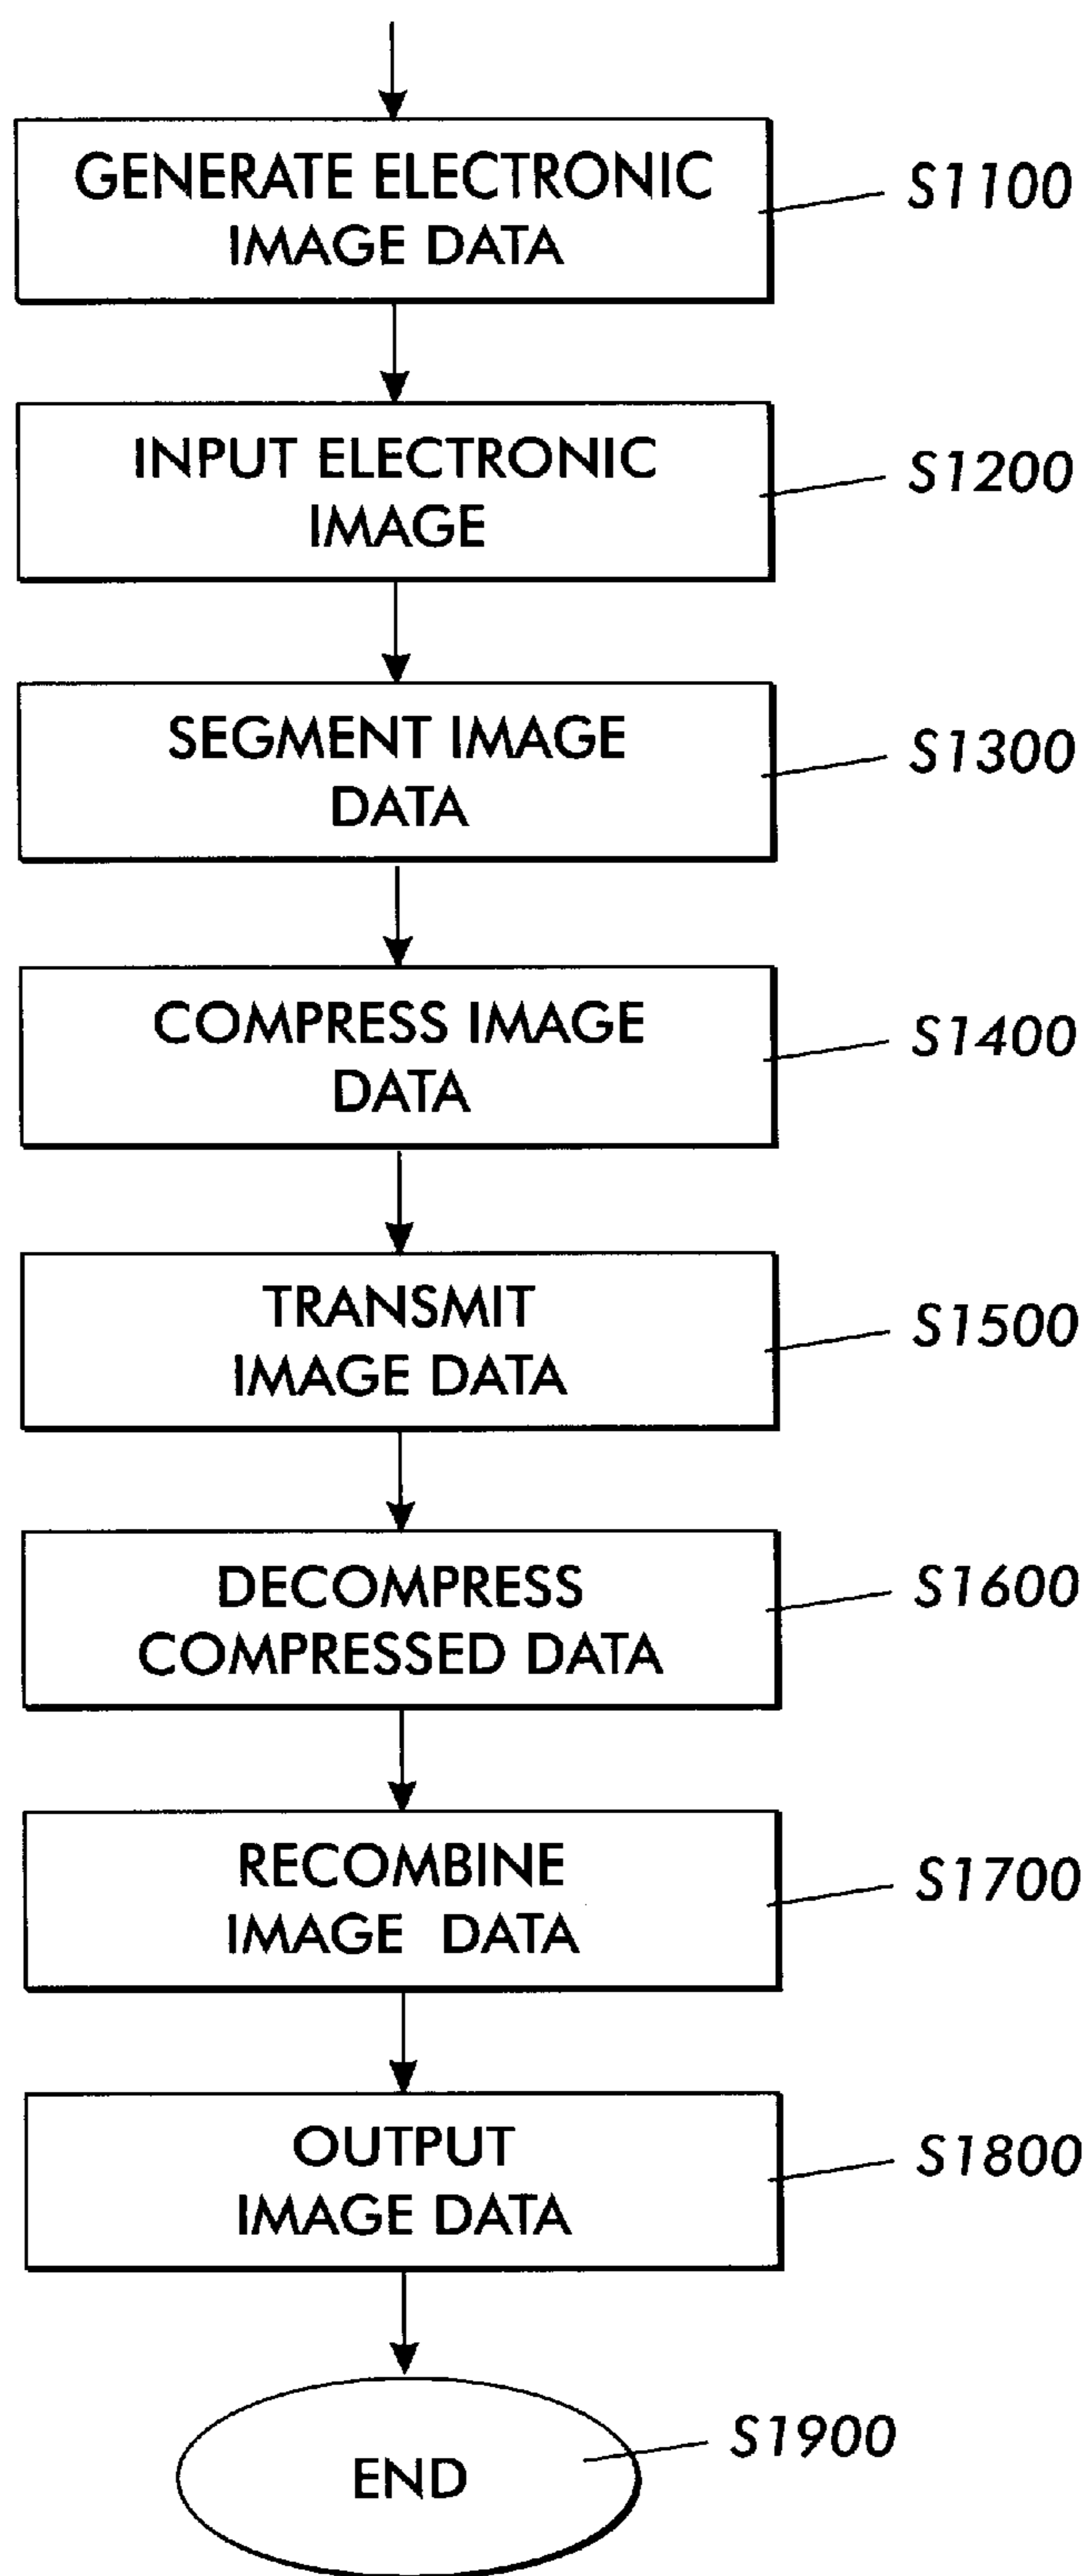 GENERATE ELECTRONIC
IMAGE DATA
S1100
INPUT ELECTRONIC
IMAGE
S1200
SEGMENT IMAGE
DATA
S1300
COMPRESS IMAGE
DATA
S1400
TRANSMIT
IMAGE DATA
S1500
DECOMPRESS
COMPRESSED DATA
S1600
RECOMBINE
IMAGE DATA
S1700
OUTPUT
IMAGE DATA
S1800
END
S1900